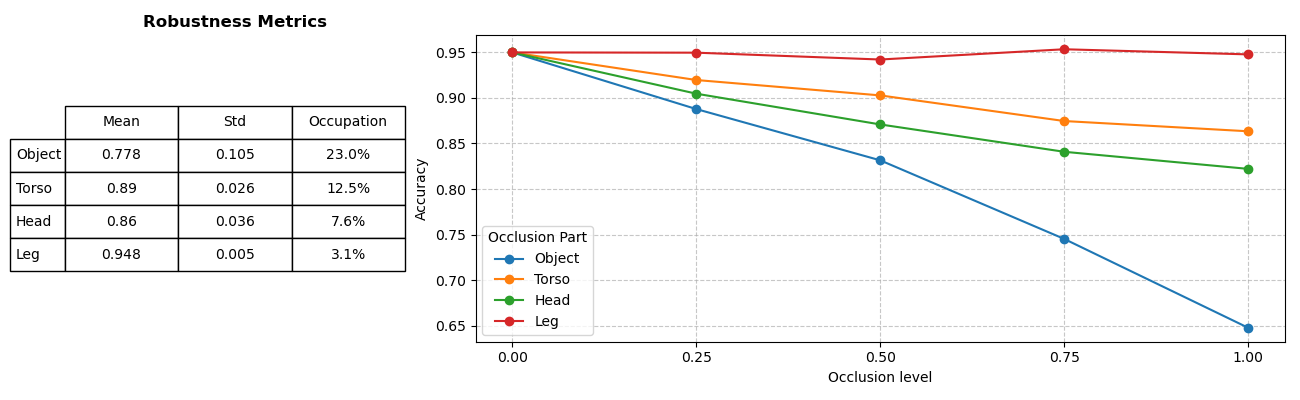 Robustness Metrics
Mean Std Occupation
Object 0.778 0.105 23.0%
Torso 0.89 0.026 12.5%
Head 0.86 0.036 7.6%
Leg 0.948 0.005 3.1%
Accuracy
0.95
0.90
0.85
0.80
0.75
0.70
0.65
Occlusion Part
Object
Torso
Head
Leg
0.00 0.25 0.50 0.75 1.00
Occlusion level